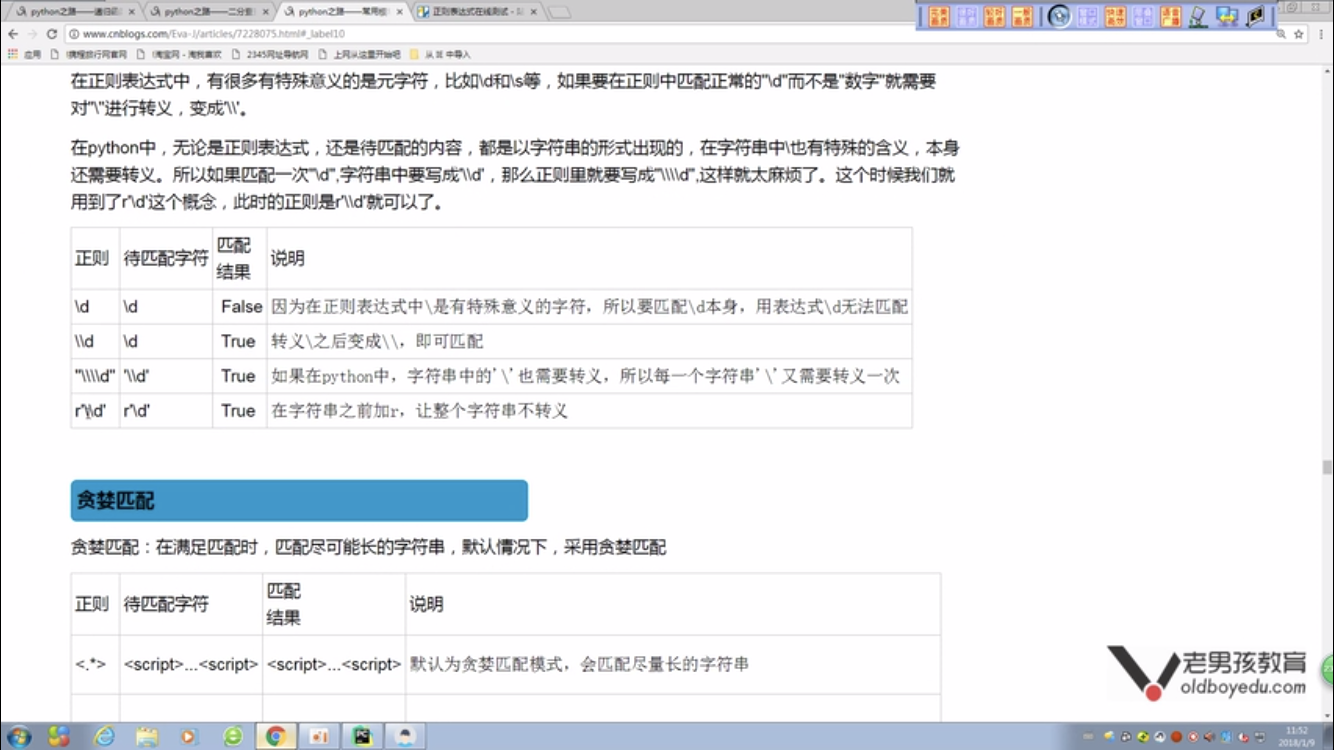 python之路——递归函
python之路——二分查
python之路——常用模
正则表达式在线测试 - 站
www.cnblogs.com/Eva-J/articles/7228075.html#_label10
应用
携程旅行网官网
淘宝网 - 淘我喜欢
2345网址导航网
上网从这里开始吧
从 IE 中导入
在正则表达式中，有很多有特殊意义的是元字符，比如\d和\s等，如果要在正则中匹配正常的"\d"而不是"数字"就需要
对"\"进行转义，变成'\\'。
在python中，无论是正则表达式，还是待匹配的内容，都是以字符串的形式出现的，在字符串中\也有特殊的含义，本身
还需要转义。所以如果匹配一次"\d",字符串中要写成'\\d'，那么正则里就要写成"\\\\d",这样就太麻烦了。这个时候我们就
用到了r'\d'这个概念，此时的正则是r'\\d'就可以了。
正则 待匹配字符 匹配结果 说明
\d \d False 因为在正则表达式中\是有特殊意义的字符，所以要匹配\d本身，用表达式\d无法匹配
\\d \d True 转义\之后变成\\，即可匹配
"\\\\d" '\\d' True 如果在python中，字符串中的'\'也需要转义，所以每一个字符串'\'又需要转义一次
r'\\d' r'\d' True 在字符串之前加r，让整个字符串不转义
贪婪匹配
贪婪匹配：在满足匹配时，匹配尽可能长的字符串，默认情况下，采用贪婪匹配
正则 待匹配字符 匹配结果 说明
<.*> <script>...<script> <script>...<script> 默认为贪婪匹配模式，会匹配尽量长的字符串
老男孩教育
oldboyedu.com
11:52
2018/1/9